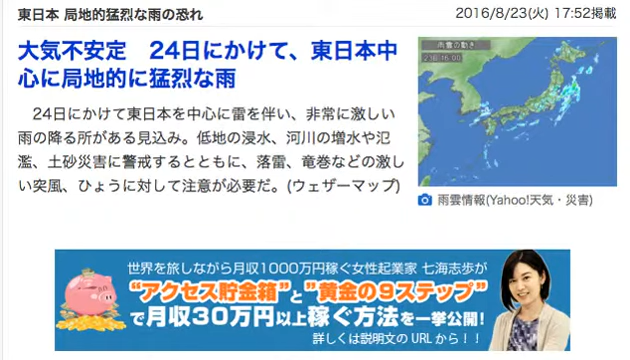 東日本 局地的猛烈な雨の恐れ
2016/8/23(火) 17:52掲載
大気不安定　24日にかけて、東日本中
心に局地的に猛烈な雨
24日にかけて東日本を中心に雷を伴い、非常に激しい
雨の降る所がある見込み。低地の浸水、河川の増水や氾
濫、土砂災害に警戒するとともに、落雷、竜巻などの激し
い突風、ひょうに対して注意が必要だ。(ウェザーマップ)
雨雲の動き
23日 16:00
雨雲情報(Yahoo!天気・災害)
世界を旅しながら月収1000万円稼ぐ女性起業家 七海志歩が
“アクセス貯金箱”と”黄金の9ステップ”
で月収30万円以上稼ぐ方法を一挙公開!
詳しくは説明文の URL から！！